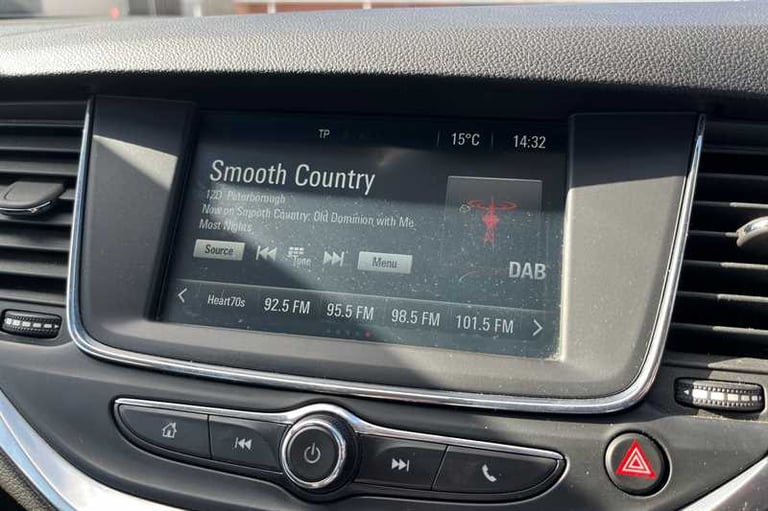 TP 15°C 14:32
Smooth Country
12D Peterborough
Now on Smooth Country: Old Dominion with Me
Most Nights
Source Tune Menu
DAB
Heart70s 92.5 FM 95.5 FM 98.5 FM 101.5 FM